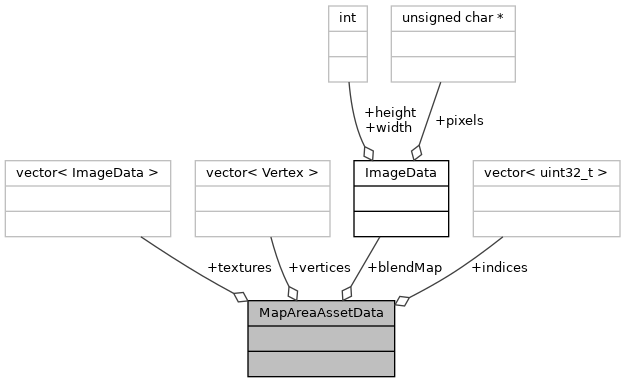 int
unsigned char *
+height
+width
+pixels
vector< ImageData >
vector< Vertex >
ImageData
vector< uint32_t >
+textures
+vertices
+blendMap
+indices
MapAreaAssetData